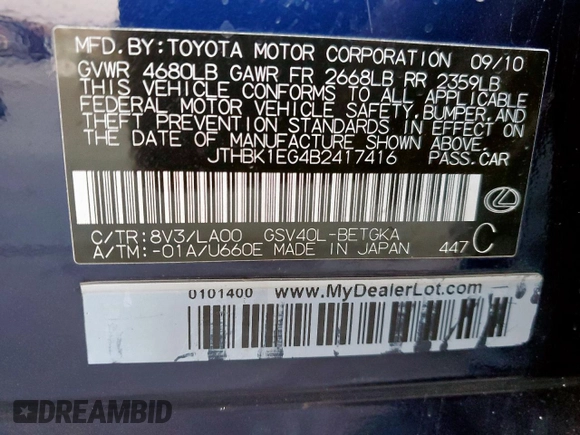 MFD. BY: TOYOTA MOTOR CORPORATION 09/10
GVWR 4680LB GAWR FR 2668LB RR 2359LB
THIS VEHICLE CONFORMS TO ALL APPLICABLE
FEDERAL MOTOR VEHICLE SAFETY, BUMPER, AND
THEFT PREVENTION STANDARDS IN EFFECT ON
THE DATE OF MANUFACTURE SHOWN ABOVE.
JTHBK1EG4B2417416 PASS. CAR
C/TR: 8V3/LA00 GSV40L-BETGKA
A/TM: -01A/U660E MADE IN JAPAN 447 C
0101400 www.MyDealerLot.com
DREAMBID